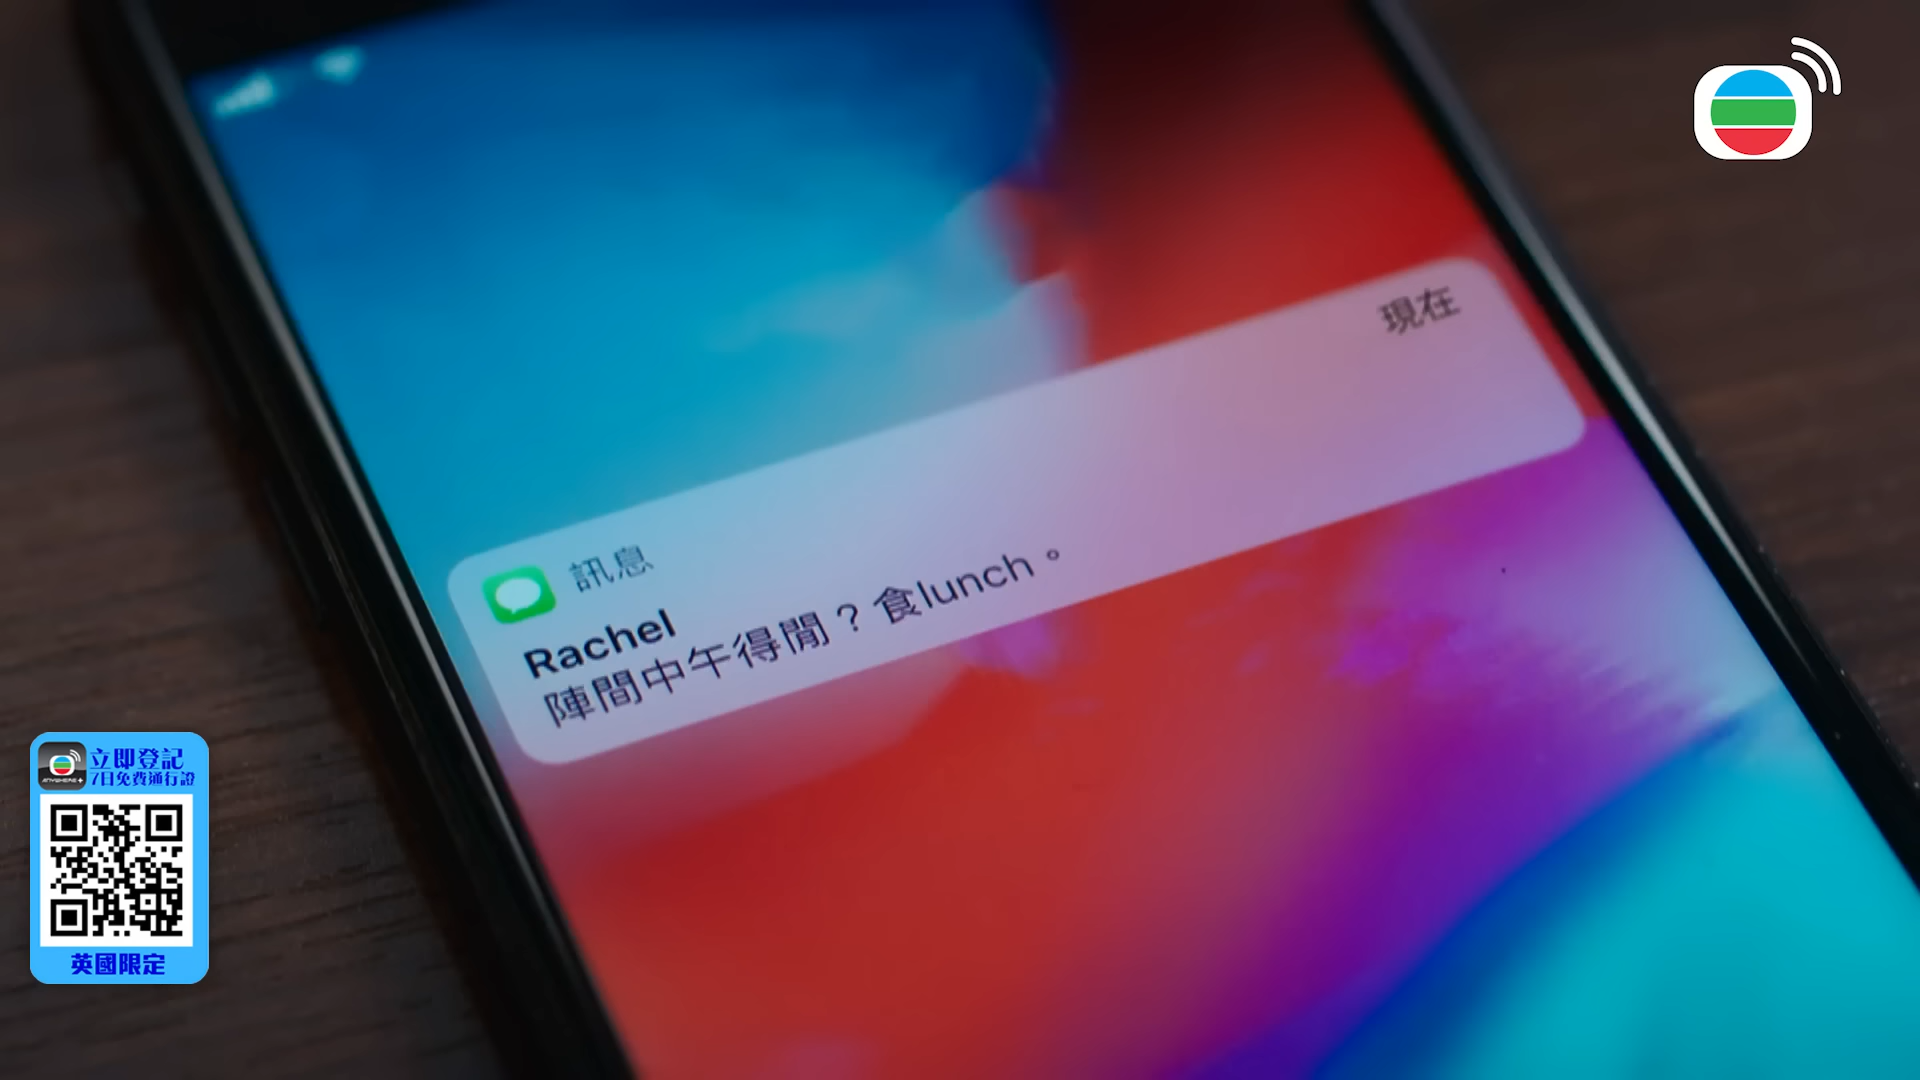 現在
訊息
Rachel
陣間中午得閒？食lunch。
立即登記
7日免費通行證
ANYWHERE+
英國限定